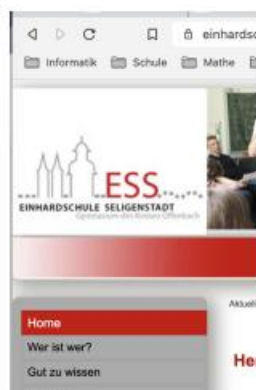 einhardsc
Informatik Schule Mathe
ESS
EINHARDSCHULE SELIGENSTADT
Gymnasium des Kreises Offenbach
Aktuell
Home
Wer ist wer?
Gut zu wissen
He